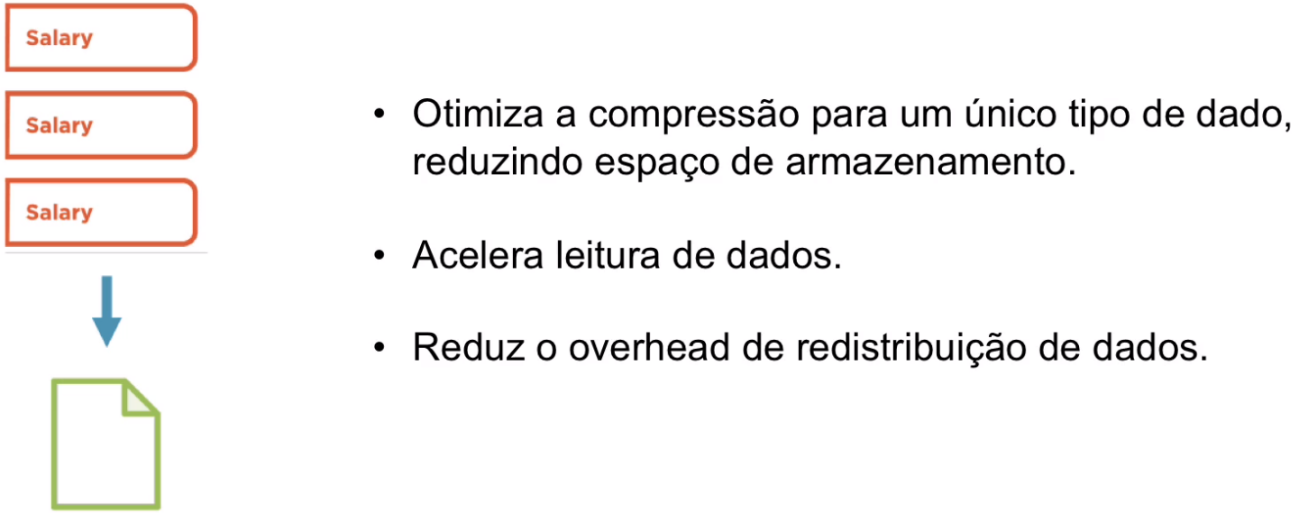 Salary
Salary
Salary
• Otimiza a compressão para um único tipo de dado,
reduzindo espaço de armazenamento.
• Acelera leitura de dados.
• Reduz o overhead de redistribuição de dados.